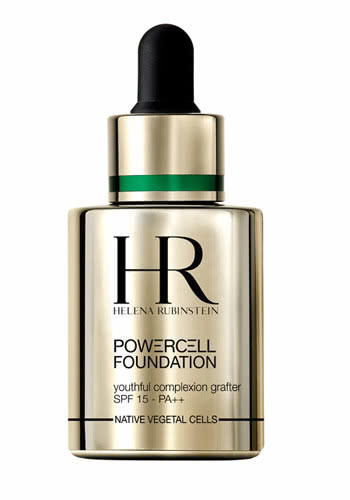 HR
HELENA RUBINSTEIN
POWERCELL
FOUNDATION
youthful complexion grafter
SPF 15 - PA++
NATIVE VEGETAL CELLS